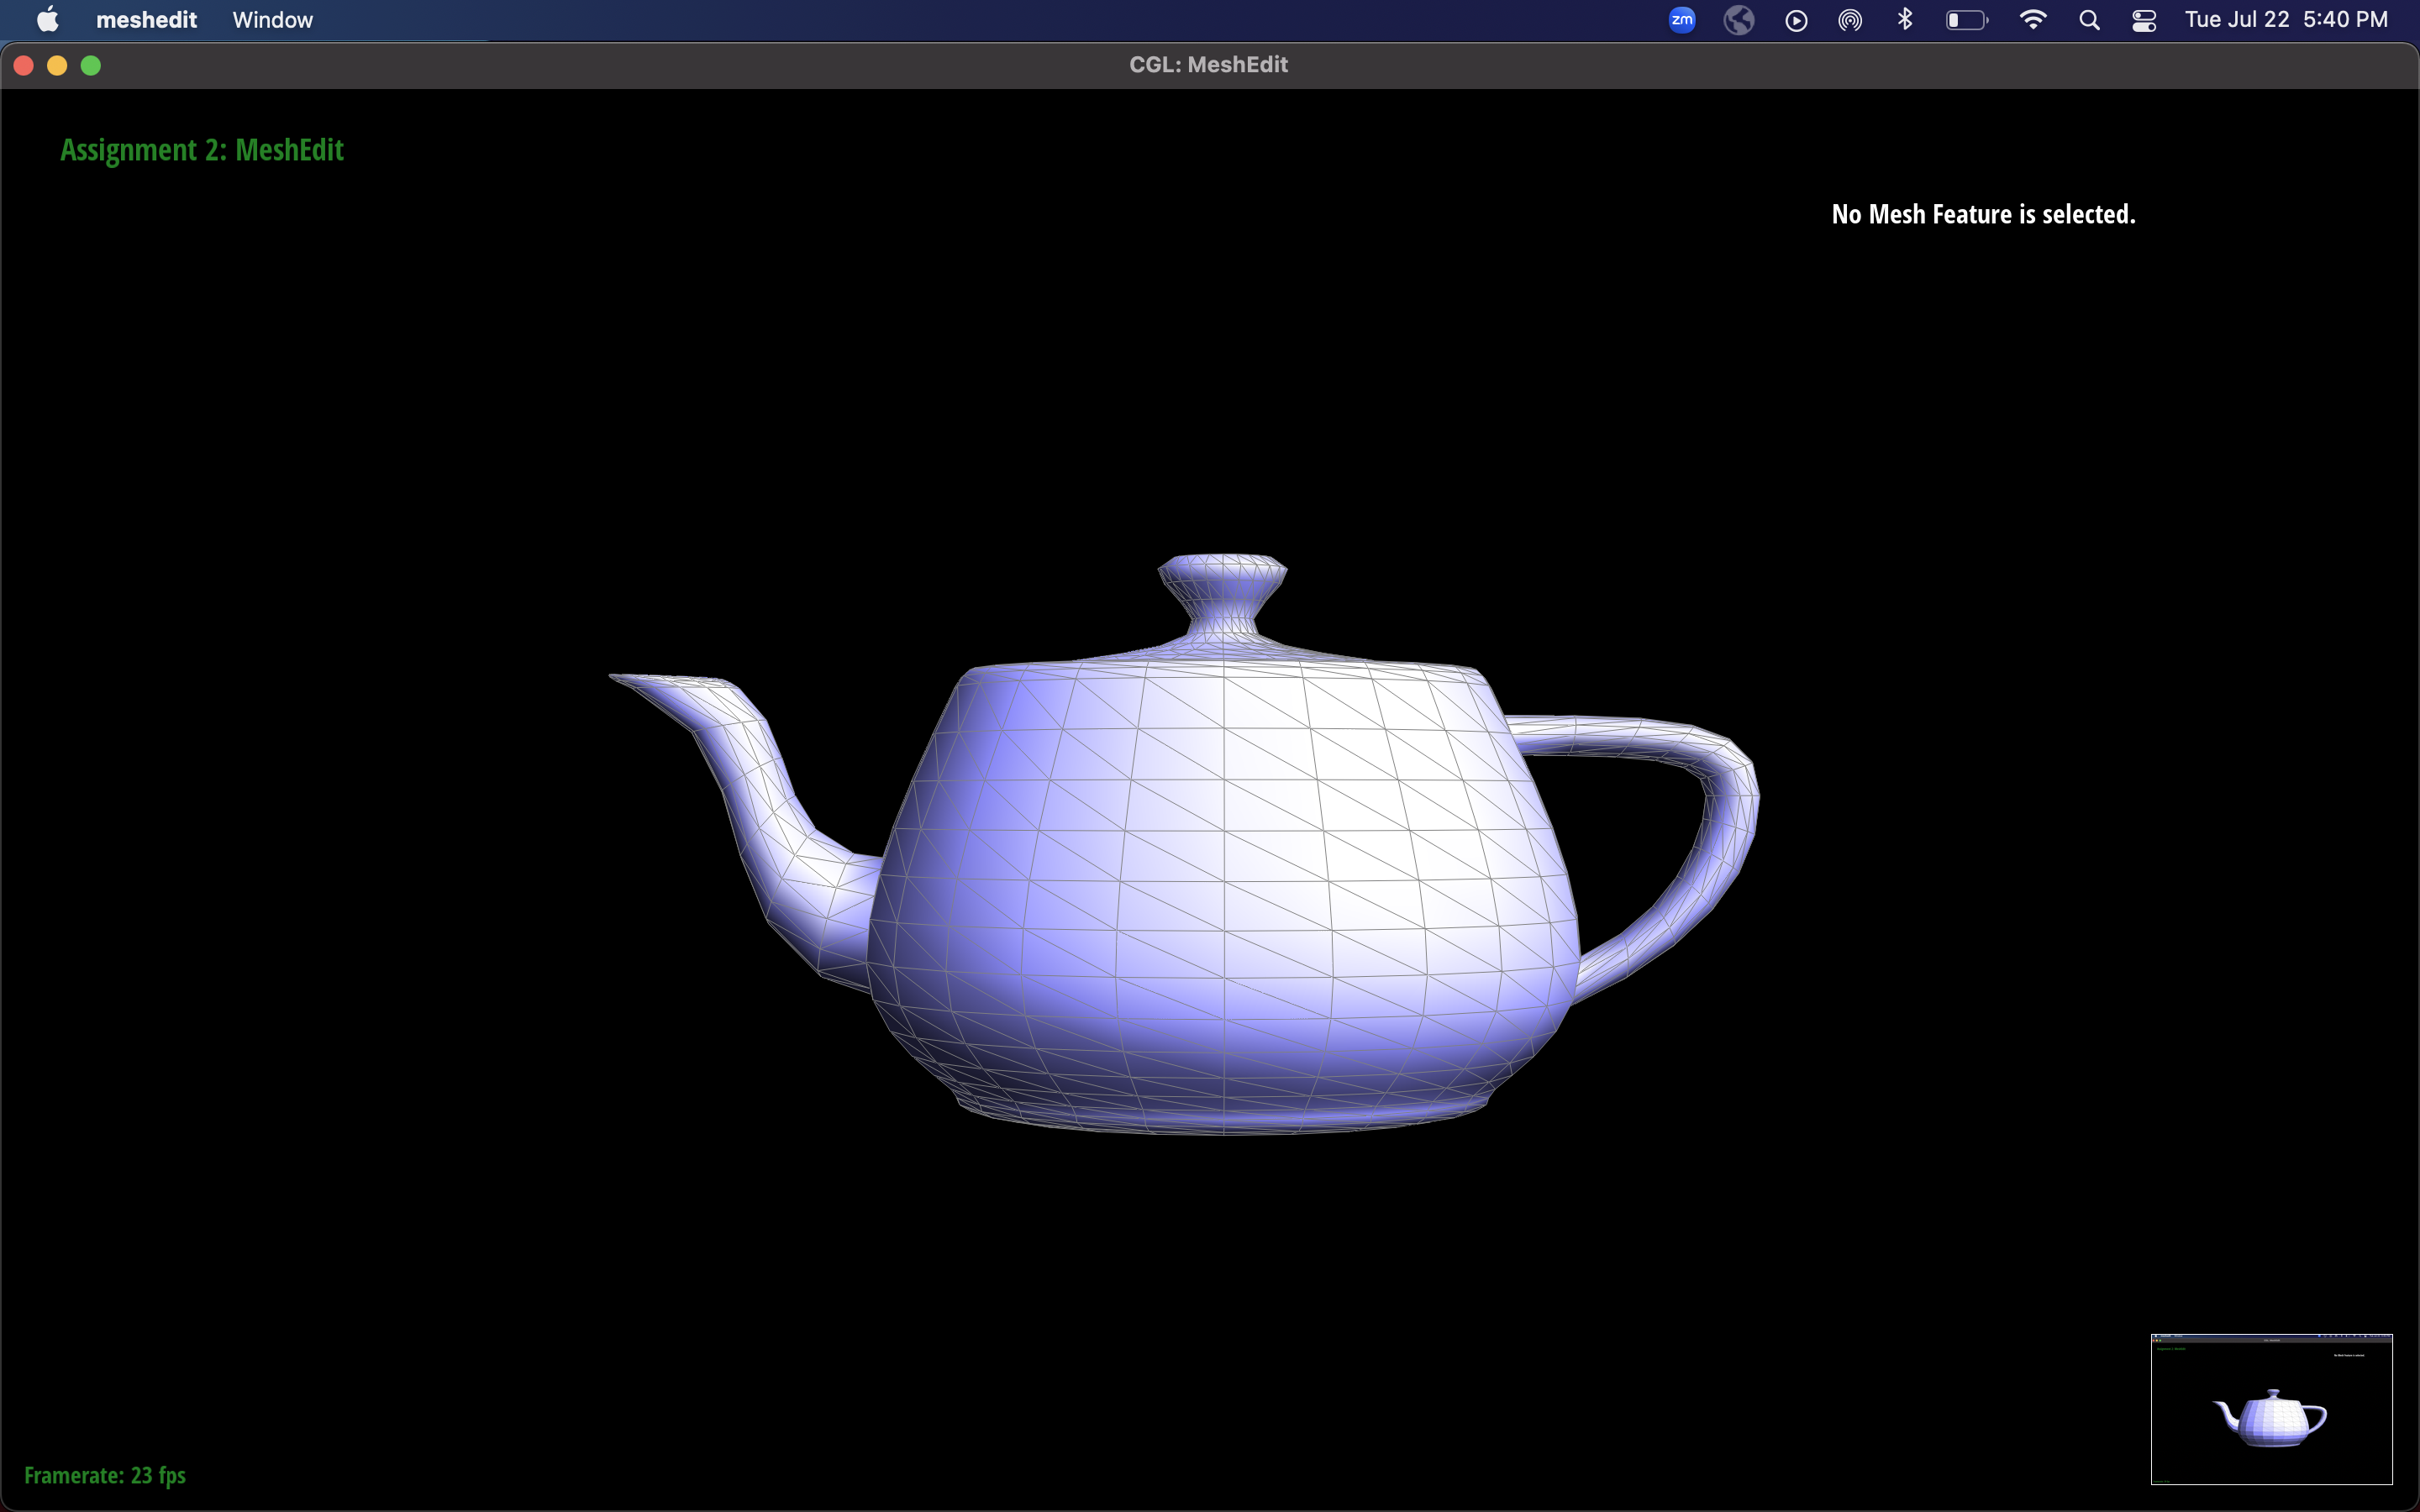 meshedit Window zm Tue Jul 22 5:40 PM
CGL: MeshEdit
Assignment 2: MeshEdit
No Mesh Feature is selected.
Framerate: 23 fps